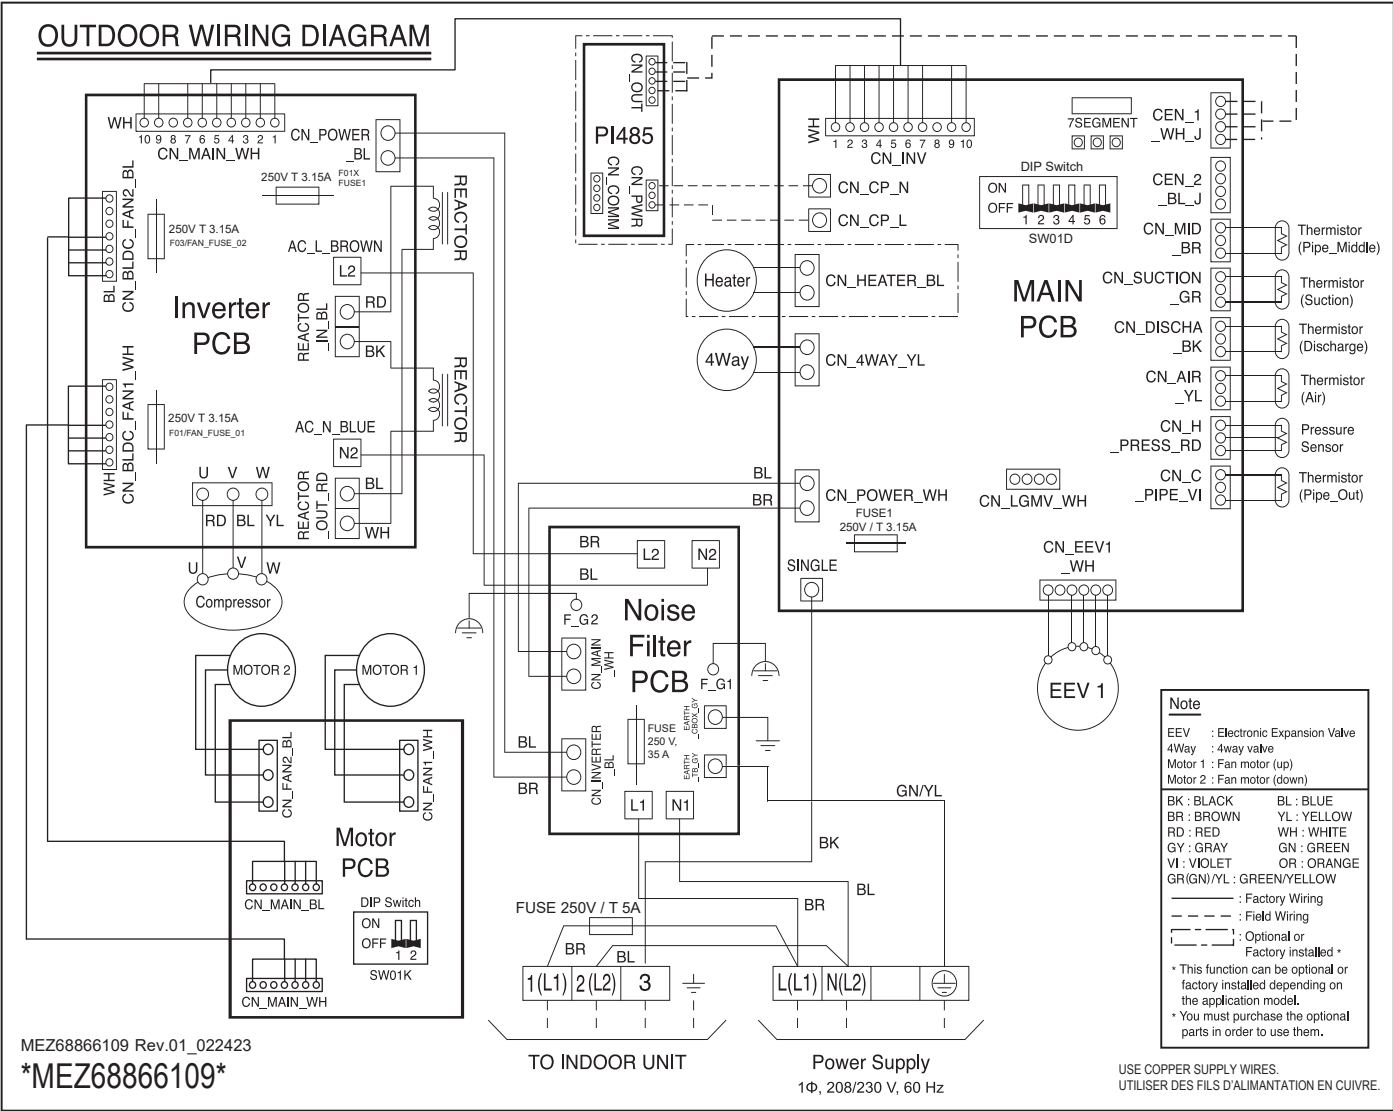 OUTDOOR WIRING DIAGRAM
WH
10 9 8 7 6 5 4 3 2 1
CN_MAIN_WH
CN_POWER
_BL
250V T 3.15A
F01X
FUSE1
CN_BLDC_FAN2_BL
BL
250V T 3.15A
F03/FAN_FUSE_02
Inverter
PCB
AC_L_BROWN
L2
REACTOR
_IN_BL
RD
BK
REACTOR
REACTOR
CN_BLDC_FAN1_WH
WH
250V T 3.15A
F01/FAN_FUSE_01
AC_N_BLUE
N2
REACTOR
_OUT_RD
BL
WH
U V W
RD BL YL
U V W
Compressor
MOTOR 2
MOTOR 1
CN_FAN2_BL
CN_FAN1_WH
Motor
PCB
CN_MAIN_BL
DIP Switch
ON
OFF
1 2
SW01K
CN_MAIN_WH
CN_OUT
PI485
CN_COMM
CN_PWR
CN_CP_N
CN_CP_L
Heater
CN_HEATER_BL
4Way
CN_4WAY_YL
WH
1 2 3 4 5 6 7 8 9 10
CN_INV
7SEGMENT
DIP Switch
ON
OFF
1 2 3 4 5 6
SW01D
MAIN
PCB
CEN_1
_WH_J
CEN_2
_BL_J
CN_MID
_BR
Thermistor
(Pipe_Middle)
CN_SUCTION
_GR
Thermistor
(Suction)
CN_DISCHA
_BK
Thermistor
(Discharge)
CN_AIR
_YL
Thermistor
(Air)
CN_H
_PRESS_RD
Pressure
Sensor
CN_C
_PIPE_VI
Thermistor
(Pipe_Out)
CN_LGMV_WH
BL
BR
CN_POWER_WH
FUSE1
250V / T 3.15A
SINGLE
CN_EEV1
_WH
EEV 1
BR
BL
L2
N2
F_G2
Noise
Filter
PCB
CN_MAIN
_WH
F_G1
EARTH
_CBOX_GY
FUSE
250 V,
35 A
EARTH
_TB_GY
BL
BR
CN_INVERTER
_BL
L1
N1
GN/YL
BK
BL
BR
FUSE 250V / T 5A
BR
BL
1(L1) 2(L2) 3
TO INDOOR UNIT
L(L1) N(L2)
Power Supply
1Φ, 208/230 V, 60 Hz
Note
EEV : Electronic Expansion Valve
4Way : 4way valve
Motor 1 : Fan motor (up)
Motor 2 : Fan motor (down)
BK : BLACK BL : BLUE
BR : BROWN YL : YELLOW
RD : RED WH : WHITE
GY : GRAY GN : GREEN
VI : VIOLET OR : ORANGE
GR(GN)/YL : GREEN/YELLOW
: Factory Wiring
: Field Wiring
: Optional or
Factory installed *
* This function can be optional or
factory installed depending on
the application model.
* You must purchase the optional
parts in order to use them.
MEZ68866109 Rev.01_022423
*MEZ68866109*
USE COPPER SUPPLY WIRES.
UTILISER DES FILS D'ALIMANTATION EN CUIVRE.